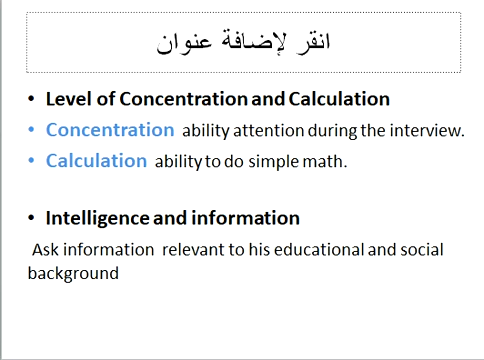 انقر لإضافة عنوان
• Level of Concentration and Calculation
• Concentration ability attention during the interview.
• Calculation ability to do simple math.
• Intelligence and information
Ask information relevant to his educational and social
background